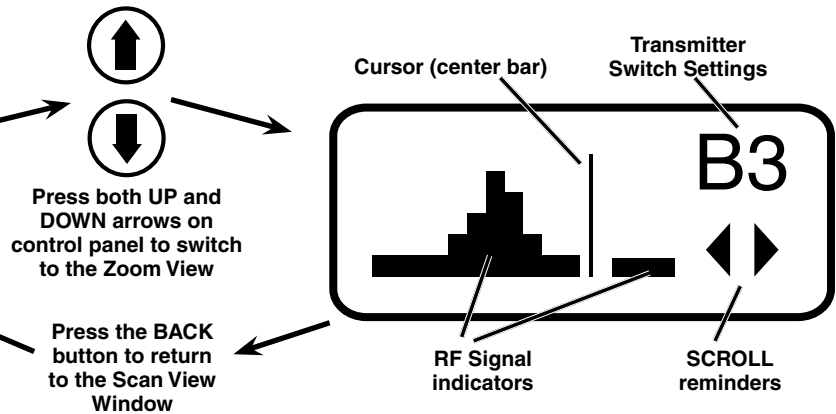 Cursor (center bar)
Transmitter
Switch Settings
B3
Press both UP and
DOWN arrows on
control panel to switch
to the Zoom View
Press the BACK
button to return
to the Scan View
Window
RF Signal
indicators
SCROLL
reminders